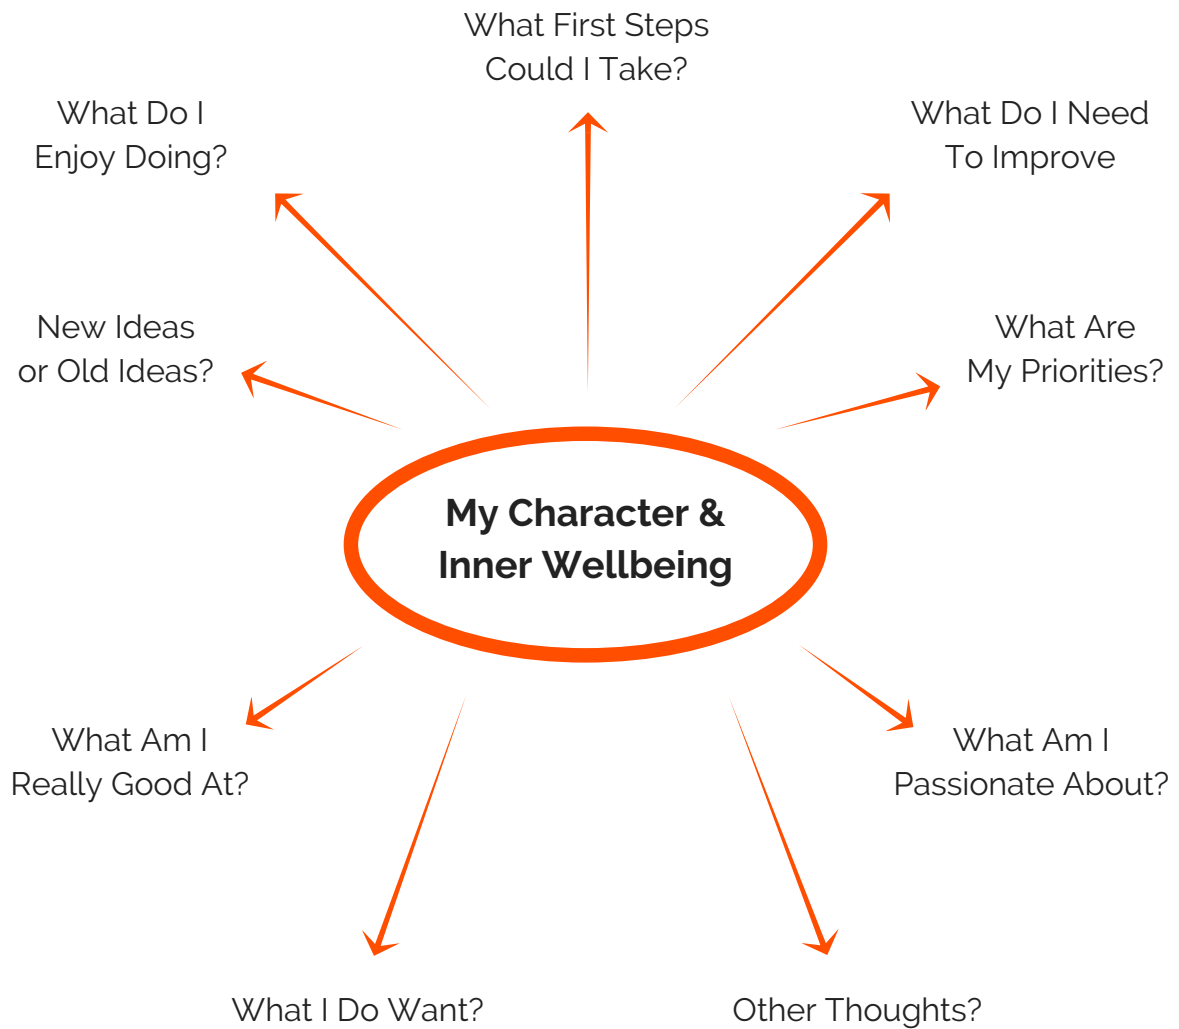 What First Steps
Could I Take?
What Do I
Enjoy Doing?
What Do I Need
To Improve
New Ideas
or Old Ideas?
What Are
My Priorities?
My Character &
Inner Wellbeing
What Am I
Really Good At?
What Am I
Passionate About?
What I Do Want?
Other Thoughts?